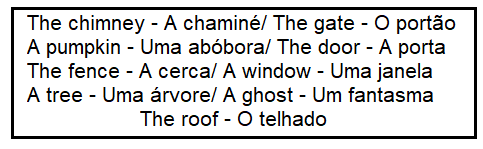 The chimney - A chaminé/ The gate - O portão
A pumpkin - Uma abóbora/ The door - A porta
The fence - A cerca/ A window - Uma janela
A tree - Uma árvore/ A ghost - Um fantasma
The roof - O telhado